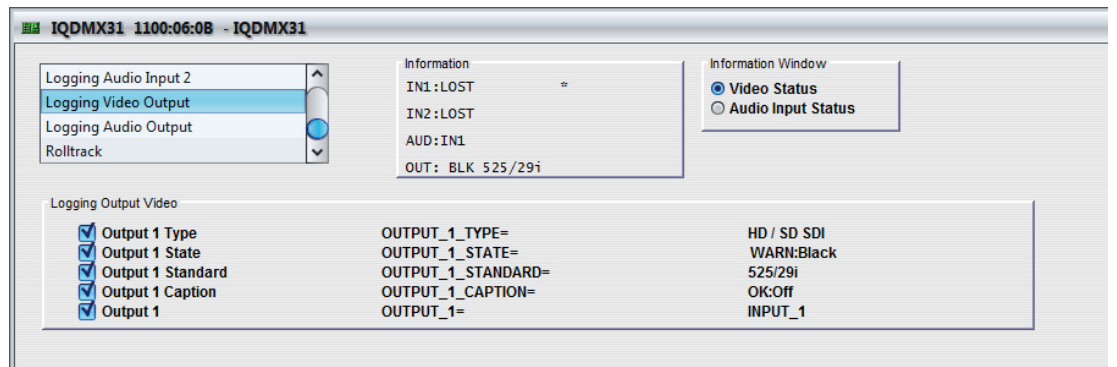 IQDMX31 1100:06:0B - IQDMX31
Logging Audio Input 2
Logging Video Output
Logging Audio Output
Rolltrack
Information
IN1:LOST *
IN2:LOST
AUD:IN1
OUT: BLK 525/29i
Information Window
Video Status
Audio Input Status
Logging Output Video
Output 1 Type OUTPUT_1_TYPE= HD / SD SDI
Output 1 State OUTPUT_1_STATE= WARN:Black
Output 1 Standard OUTPUT_1_STANDARD= 525/29i
Output 1 Caption OUTPUT_1_CAPTION= OK:Off
Output 1 OUTPUT_1= INPUT_1